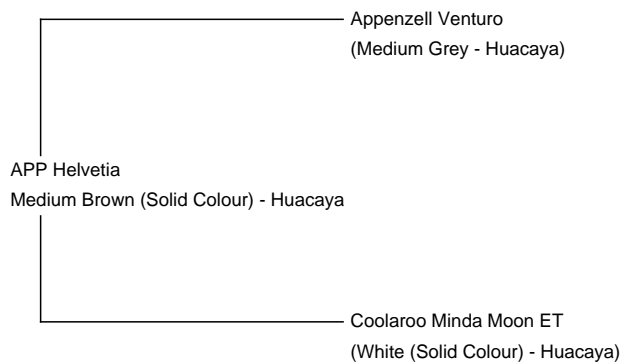 Appenzell Venturo
(Medium Grey - Huacaya)
APP Helvetia
Medium Brown (Solid Colour) - Huacaya
Coolaroo Minda Moon ET
(White (Solid Colour) - Huacaya)